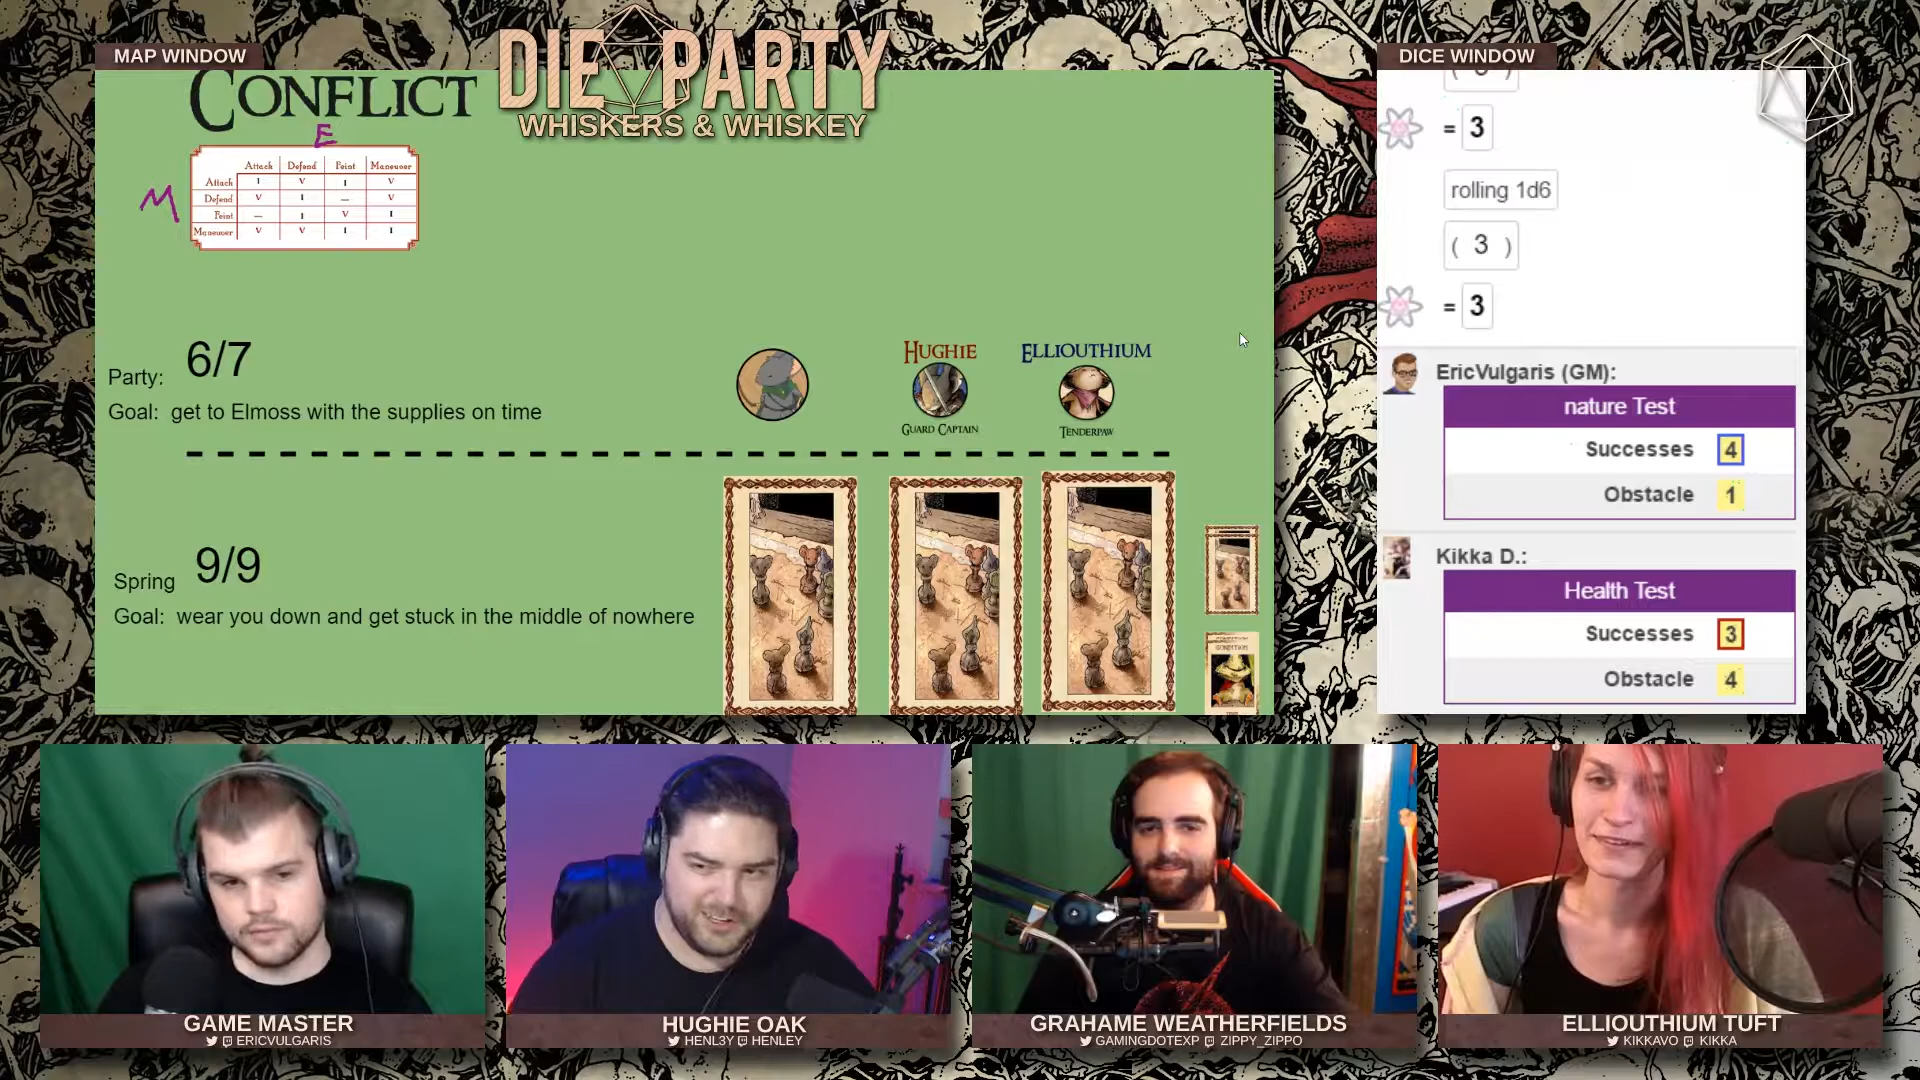 MAP WINDOW
DIE PARTY
WHISKERS & WHISKEY
DICE WINDOW
CONFLICT
E
M
Attack Defend Feint Maneuver
Attack I V I V
Defend V I — V
Feint — I V I
Maneuver V V I I
Party: 6/7
Goal: get to Elmoss with the supplies on time
HUGHIE
GUARD CAPTAIN
ELLIOUTHIUM
TENDERPAW
Spring 9/9
Goal: wear you down and get stuck in the middle of nowhere
CONDITION
= 3
rolling 1d6
( 3 )
= 3
EricVulgaris (GM):
nature Test
Successes 4
Obstacle 1
Kikka D.:
Health Test
Successes 3
Obstacle 4
GAME MASTER
ERICVULGARIS
HUGHIE OAK
HENL3Y HENLEY
GRAHAME WEATHERFIELDS
GAMINGDOTEXP ZIPPY_ZIPPO
ELLIOUTHIUM TUFT
KIKKAVO KIKKA